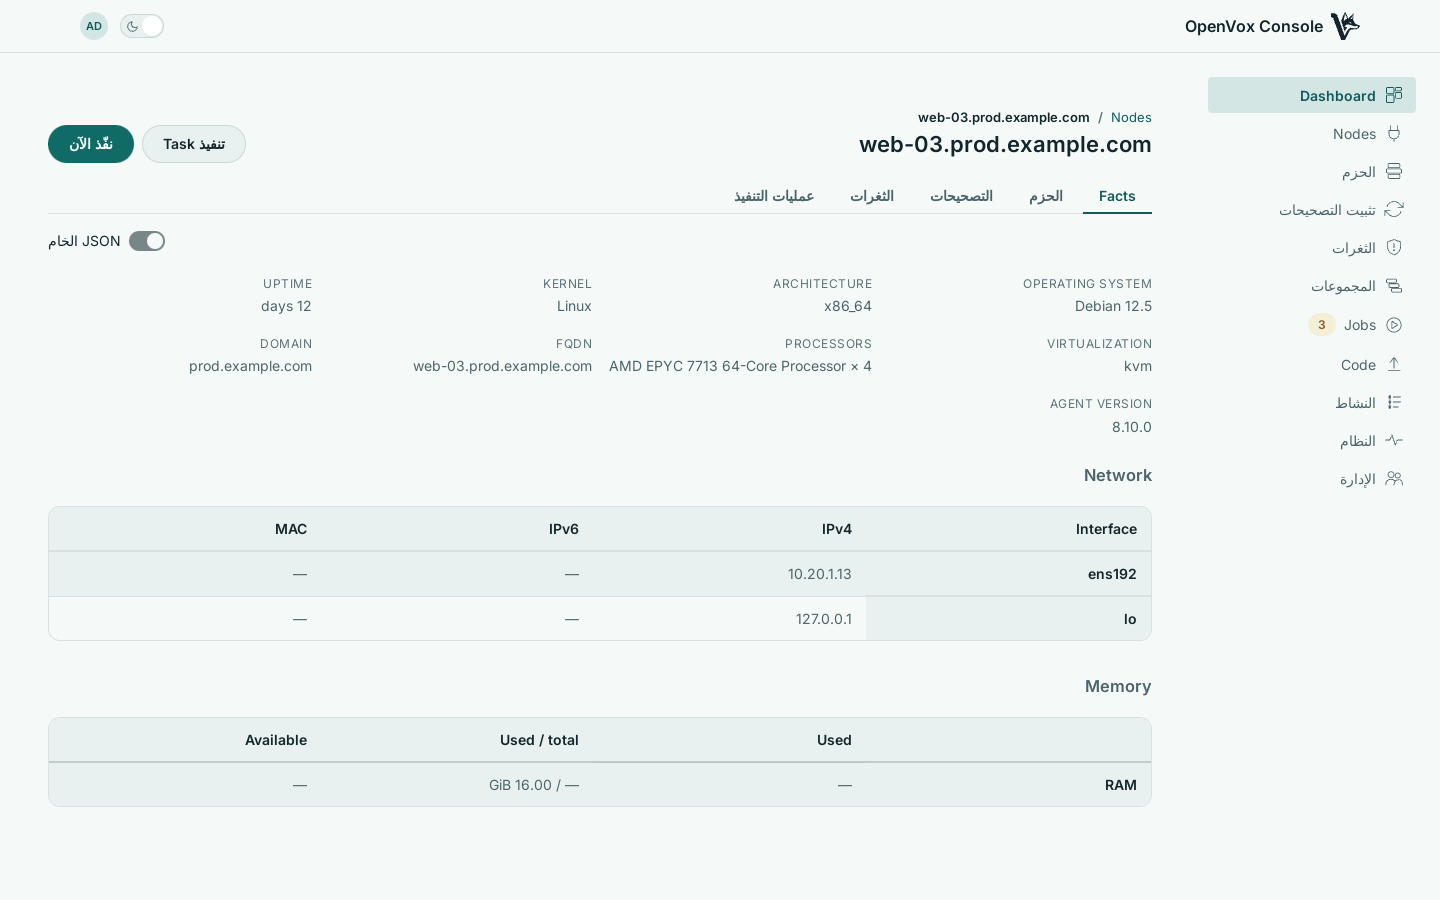 OpenVox Console
AD
Dashboard
Nodes
الحزم
تثبيت التصحيحات
الثغرات
المجموعات
Jobs 3
Code
النشاط
النظام
الإدارة
Nodes / web-03.prod.example.com
web-03.prod.example.com
تنفيذ Task
نفّذ الآن
Facts الحزم التصحيحات الثغرات عمليات التنفيذ
JSON الخام
OPERATING SYSTEM ARCHITECTURE KERNEL UPTIME
Debian 12.5 x86_64 Linux days 12
VIRTUALIZATION PROCESSORS FQDN DOMAIN
kvm AMD EPYC 7713 64-Core Processor × 4 web-03.prod.example.com prod.example.com
AGENT VERSION
8.10.0
Network
Interface IPv4 IPv6 MAC
ens192 10.20.1.13 — —
lo 127.0.0.1 — —
Memory
Used Used / total Available
RAM — GiB 16.00 / — —